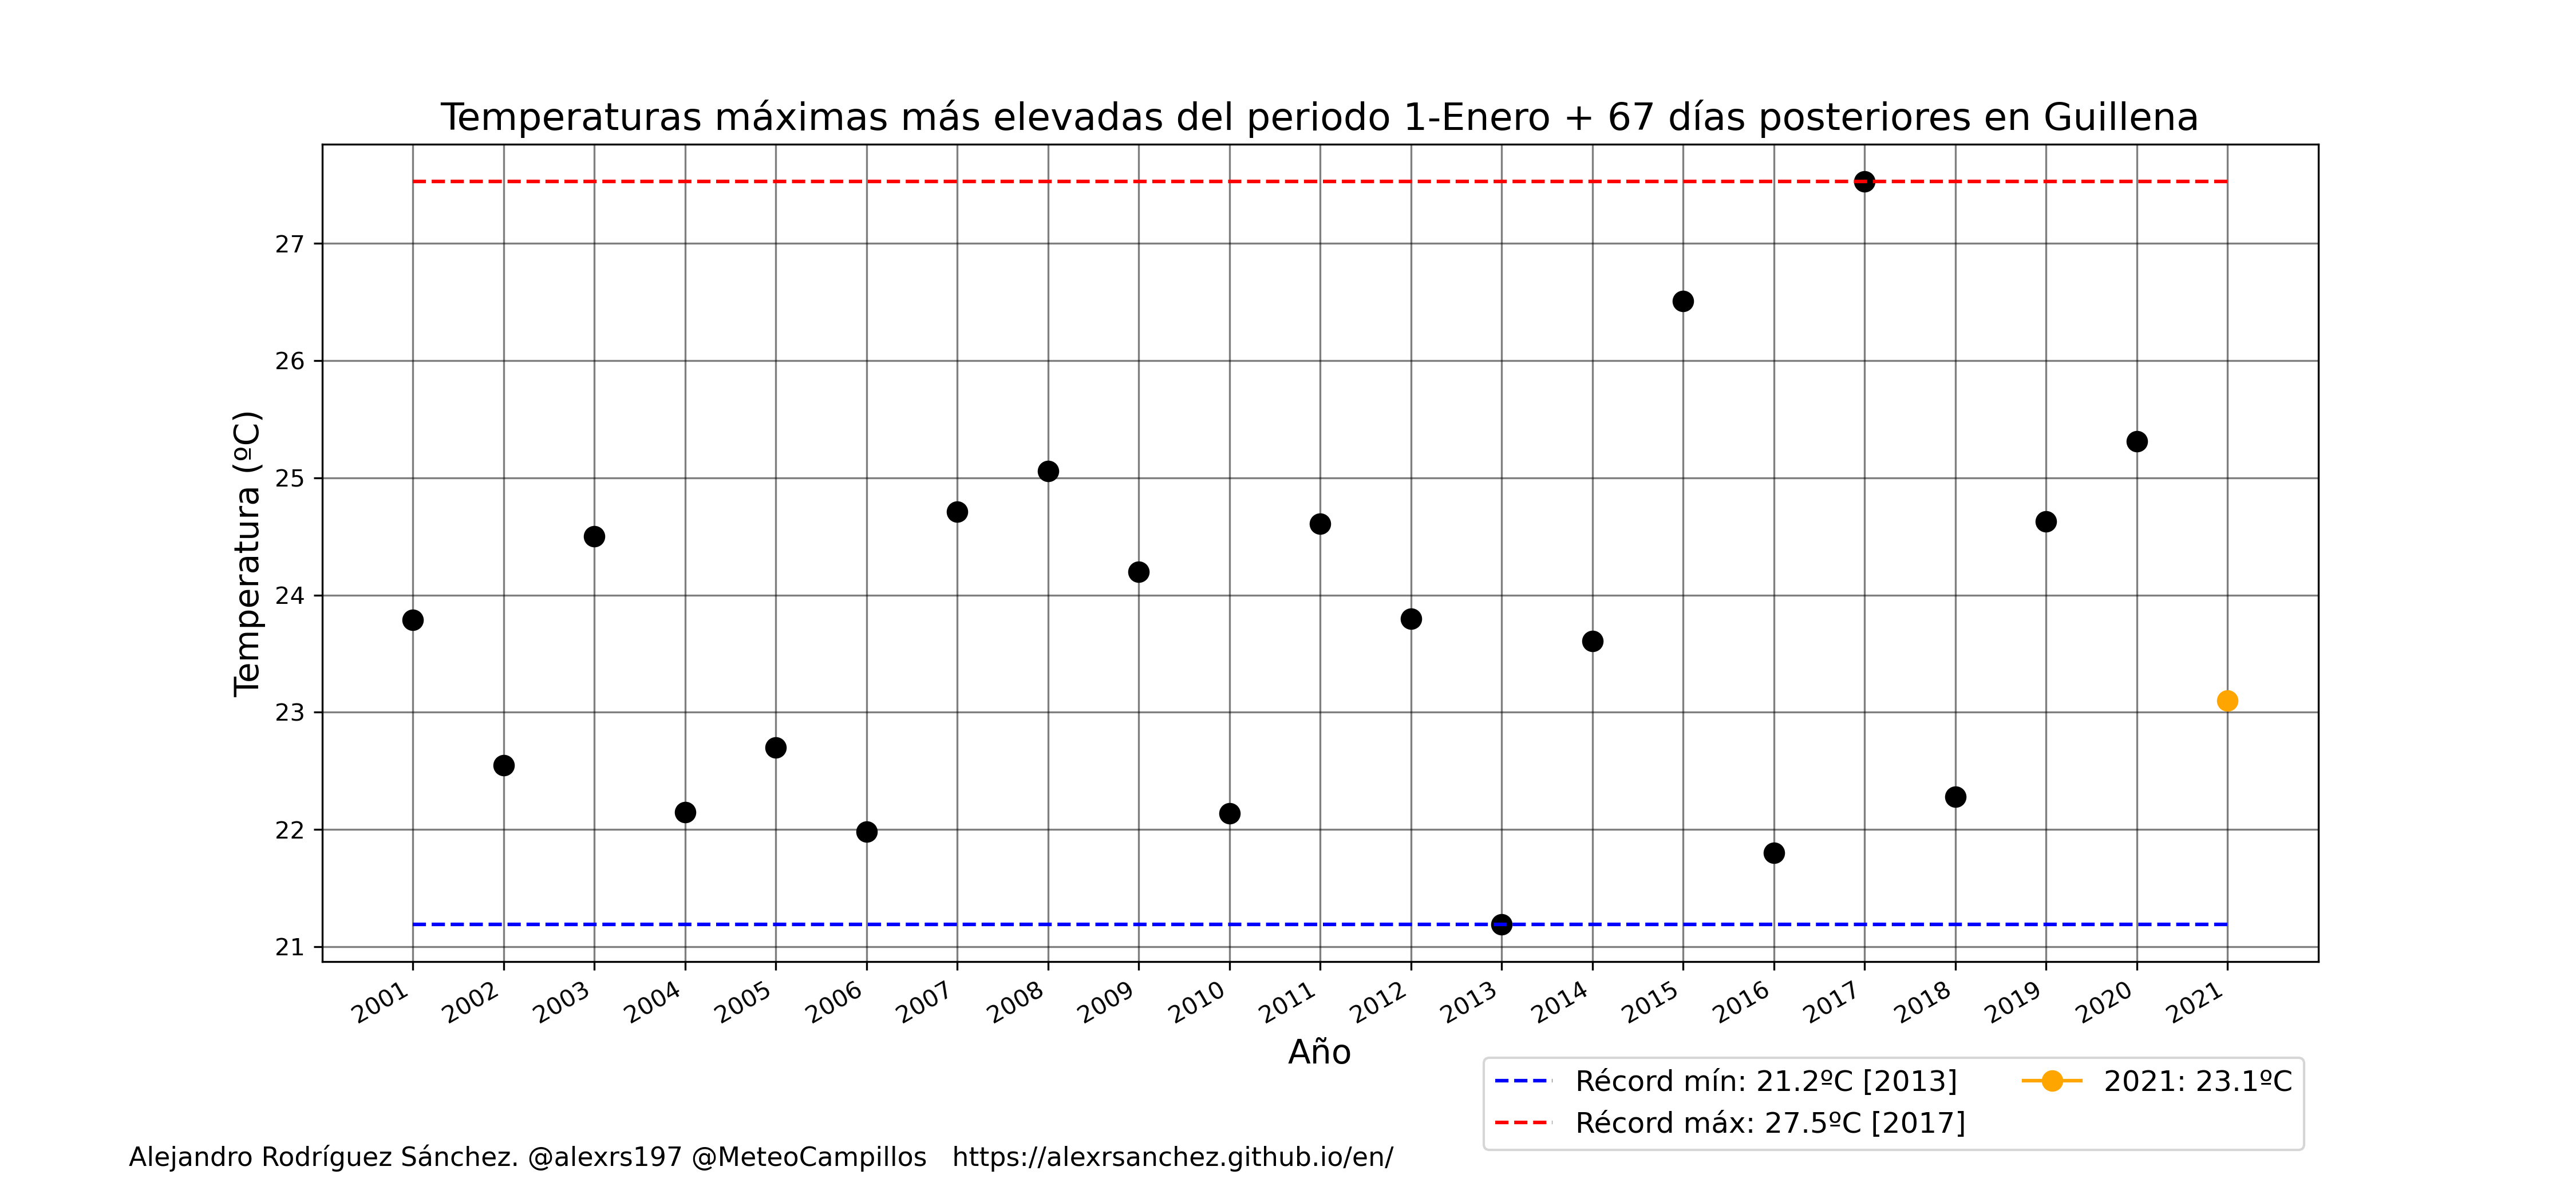 Temperaturas máximas más elevadas del periodo 1-Enero + 67 días posteriores en Guillena
Temperatura (ºC)
27
26
25
24
23
22
21
2001 2002 2003 2004 2005 2006 2007 2008 2009 2010 2011 2012 2013 2014 2015 2016 2017 2018 2019 2020 2021
Año
Récord mín: 21.2ºC [2013]
Récord máx: 27.5ºC [2017]
2021: 23.1ºC
Alejandro Rodríguez Sánchez. @alexrs197 @MeteoCampillos https://alexrsanchez.github.io/en/